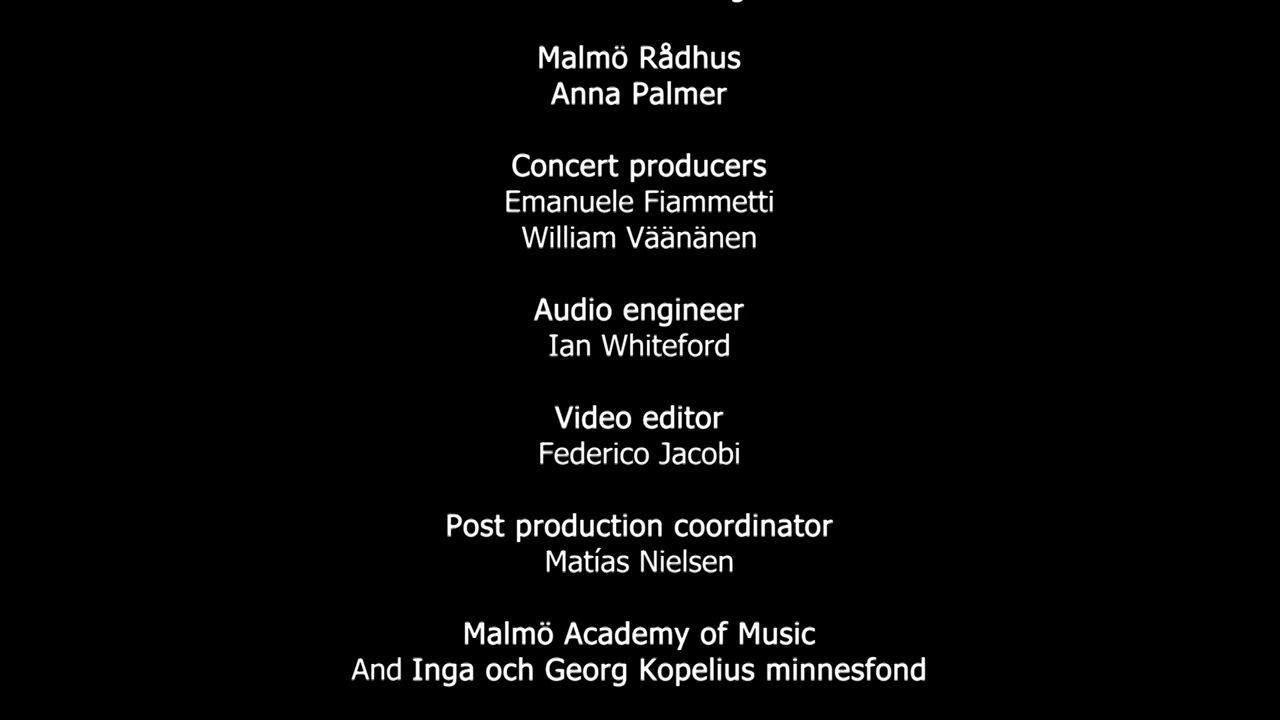 Malmö Rådhus
Anna Palmer
Concert producers
Emanuele Fiammetti
William Väänänen
Audio engineer
Ian Whiteford
Video editor
Federico Jacobi
Post production coordinator
Matías Nielsen
Malmö Academy of Music
And Inga och Georg Kopelius minnesfond